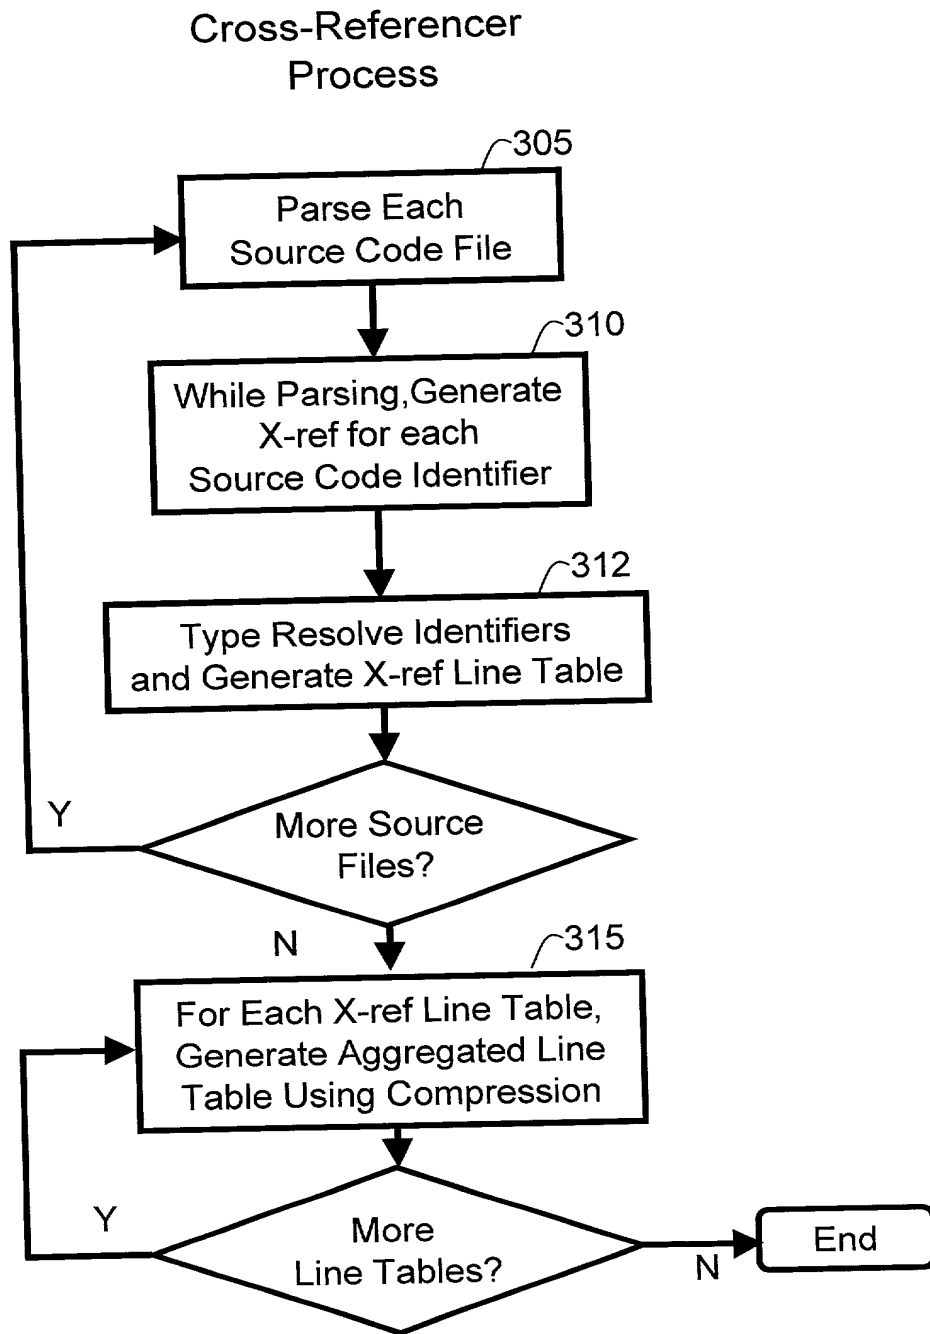 Cross-Referencer
Process
305
Parse Each
Source Code File
310
While Parsing,Generate
X-ref for each
Source Code Identifier
312
Type Resolve Identifiers
and Generate X-ref Line Table
More Source
Files?
Y
N
315
For Each X-ref Line Table,
Generate Aggregated Line
Table Using Compression
Y
More
Line Tables?
N
End